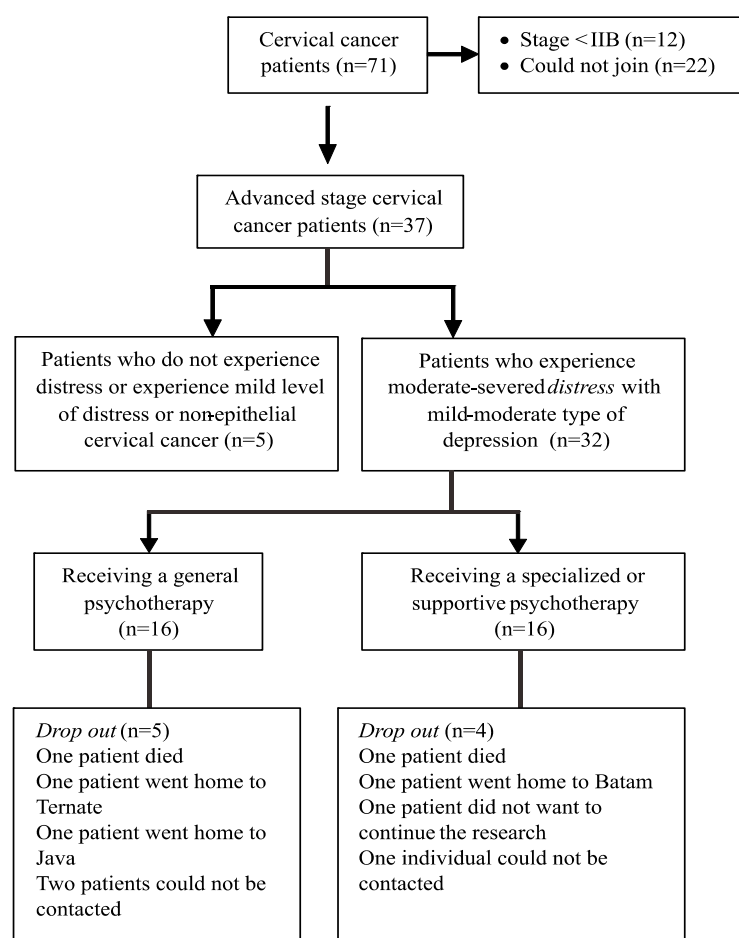 Cervical cancer
patients (n=71)
• Stage <IIB (n=12)
• Could not join (n=22)
Advanced stage cervical
cancer patients (n=37)
Patients who do not experience
distress or experience mild level
of distress or non-epithelial
cervical cancer (n=5)
Patients who experience
moderate-severed distress with
mild-moderate type of
depression (n=32)
Receiving a general
psychotherapy
(n=16)
Receiving a specialized or
supportive psychotherapy
(n=16)
Drop out (n=5)
One patient died
One patient went home to
Ternate
One patient went home to
Java
Two patients could not be
contacted
Drop out (n=4)
One patient died
One patient went home to Batam
One patient did not want to
continue the research
One individual could not be
contacted